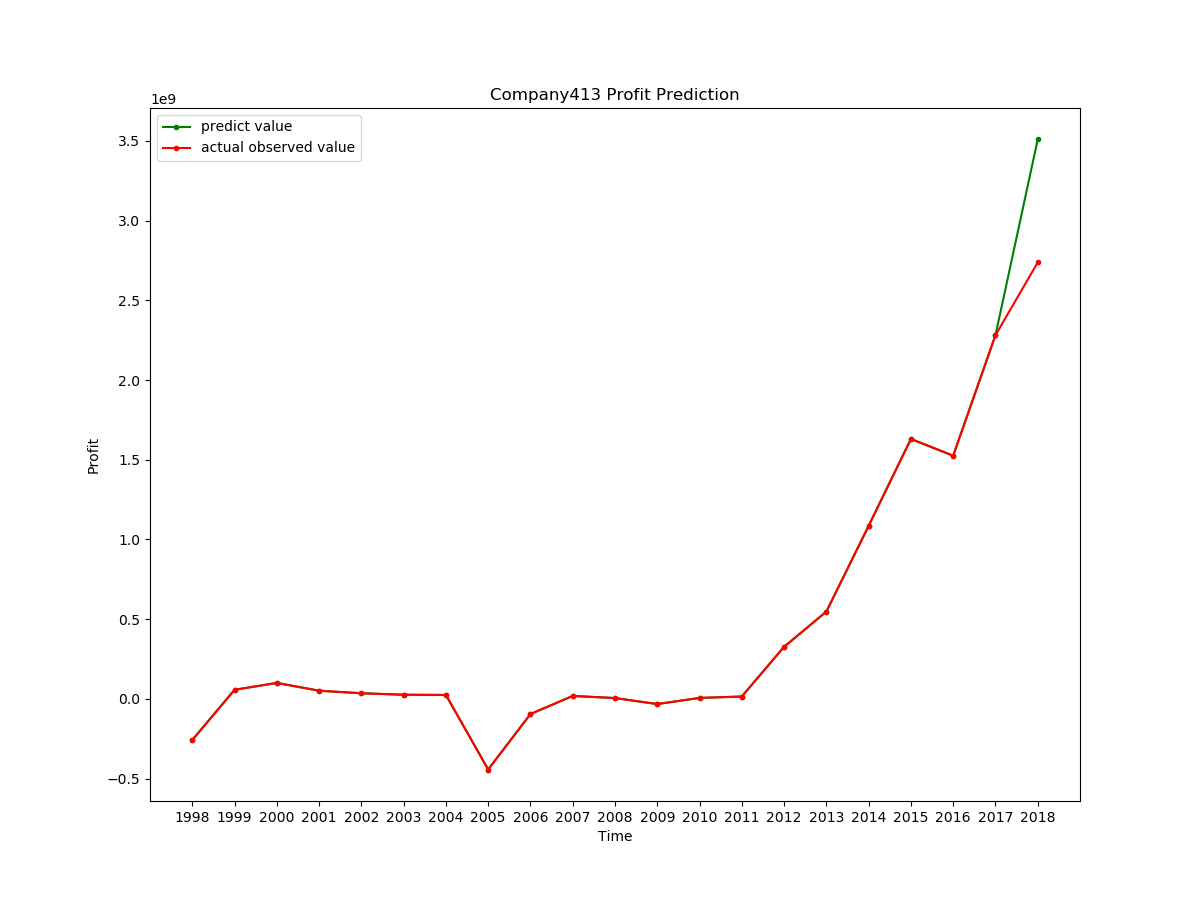 Company413 Profit Prediction
1e9
predict value
actual observed value
3.5
3.0
2.5
2.0
1.5
1.0
0.5
0.0
−0.5
Profit
1998 1999 2000 2001 2002 2003 2004 2005 2006 2007 2008 2009 2010 2011 2012 2013 2014 2015 2016 2017 2018
Time